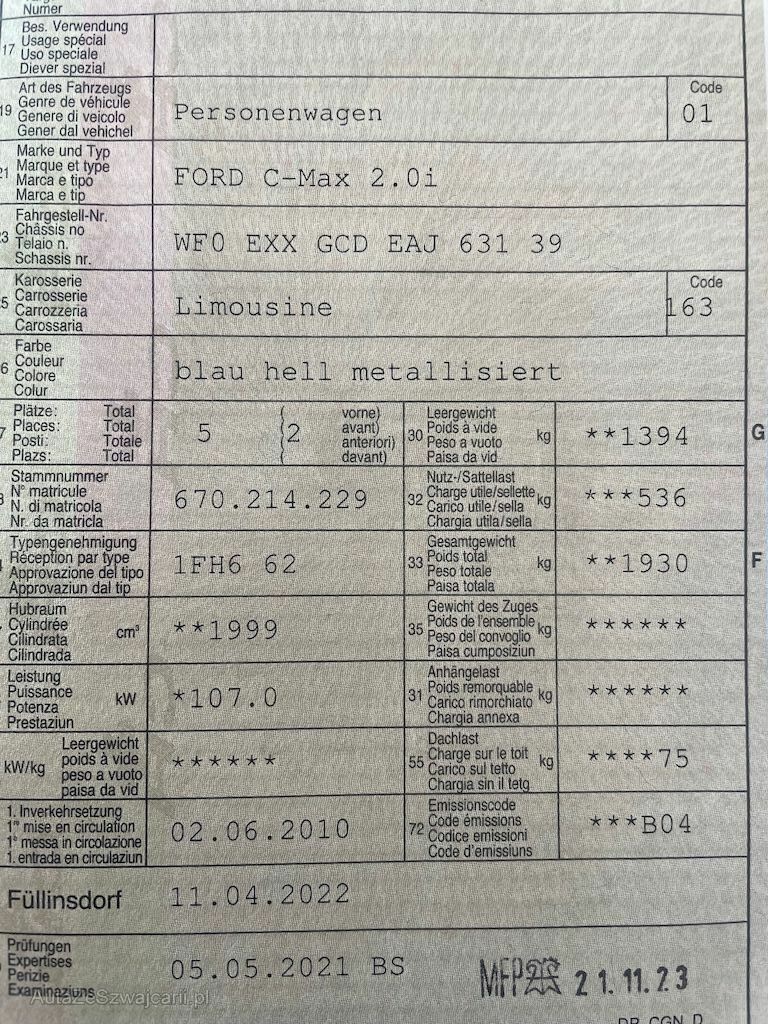 Numer
17 Bes. Verwendung
Usage spécial
Uso speciale
Diever spezial
19 Art des Fahrzeugs
Genre de véhicule
Genere di veicolo
Gener dal vehichel
Personenwagen
Code
01
21 Marke und Typ
Marque et type
Marca e tipo
Marca e tip
FORD C-Max 2.0i
23 Fahrgestell-Nr.
Châssis no
Telaio n.
Schassis nr.
WF0 EXX GCD EAJ 631 39
Karosserie
Carrosserie
Carrozzeria
Carossaria
Limousine
Code
163
Farbe
Couleur
Colore
Colur
blau hell metallisiert
Plätze: Total
Places: Total
Posti: Totale
Plazs: Total
5
( vorne)
(2 avant)
( anteriori)
( davant)
30 Leergewicht
Poids à vide
Peso a vuoto
Paisa da vid
kg
**1394
G
Stammnummer
N° matricule
N. di matricola
Nr. da matricla
670.214.229
32 Nutz-/Sattellast
Charge utile/sellette
Carico utile/sella
Chargia utila/sella
kg
***536
Typengenehmigung
Réception par type
Approvazione del tipo
Approvaziun dal tip
1FH6 62
33 Gesamtgewicht
Poids total
Peso totale
Paisa totala
kg
**1930
F
Hubraum
Cylindrée
Cilindrata
Cilindrada
cm³
**1999
35 Gewicht des Zuges
Poids de l'ensemble
Peso del convoglio
Paisa cumposiziun
kg
******
Leistung
Puissance
Potenza
Prestaziun
kW
*107.0
31 Anhängelast
Poids remorquable
Carico rimorchiato
Chargia annexa
kg
******
kW/kg
Leergewicht
poids à vide
peso a vuoto
paisa da vid
******
55 Dachlast
Charge sur le toit
Carico sul tetto
Chargia sin il tetg
kg
****75
1. Inverkehrsetzung
1re mise en circulation
1a messa in circolazione
1. entrada en circulaziun
02.06.2010
72 Emissionscode
Code émissions
Codice emissioni
Code d'emissiuns
***B04
Füllinsdorf
11.04.2022
Prüfungen
Expertises
Perizie
Examinaziuns
05.05.2021 BS
MFP
21.11.23
AutazeSzwajcarii.pl